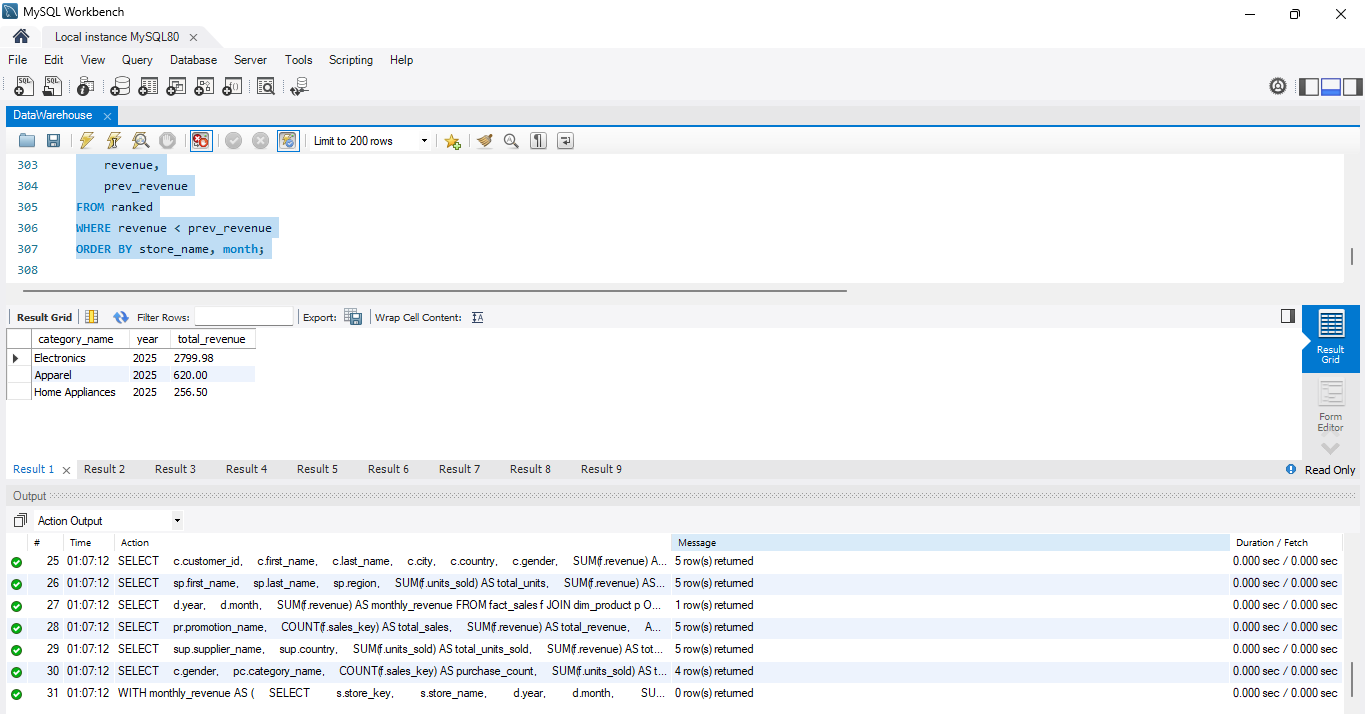 MySQL Workbench
Local instance MySQL80
File Edit View Query Database Server Tools Scripting Help
DataWarehouse
Limit to 200 rows
303 revenue,
304 prev_revenue
305 FROM ranked
306 WHERE revenue < prev_revenue
307 ORDER BY store_name, month;
308
Result Grid Filter Rows: Export: Wrap Cell Content:
category_name year total_revenue
Electronics 2025 2799.98
Apparel 2025 620.00
Home Appliances 2025 256.50
Result Grid
Form Editor
Result 1 Result 2 Result 3 Result 4 Result 5 Result 6 Result 7 Result 8 Result 9 Read Only
Output
Action Output
# Time Action Message Duration / Fetch
25 01:07:12 SELECT c.customer_id, c.first_name, c.last_name, c.city, c.country, c.gender, SUM(f.revenue) A... 5 row(s) returned 0.000 sec / 0.000 sec
26 01:07:12 SELECT sp.first_name, sp.last_name, sp.region, SUM(f.units_sold) AS total_units, SUM(f.revenue) AS... 5 row(s) returned 0.000 sec / 0.000 sec
27 01:07:12 SELECT d.year, d.month, SUM(f.revenue) AS monthly_revenue FROM fact_sales f JOIN dim_product p O... 1 row(s) returned 0.000 sec / 0.000 sec
28 01:07:12 SELECT pr.promotion_name, COUNT(f.sales_key) AS total_sales, SUM(f.revenue) AS total_revenue, A... 5 row(s) returned 0.000 sec / 0.000 sec
29 01:07:12 SELECT sup.supplier_name, sup.country, SUM(f.units_sold) AS total_units_sold, SUM(f.revenue) AS tot... 5 row(s) returned 0.000 sec / 0.000 sec
30 01:07:12 SELECT c.gender, pc.category_name, COUNT(f.sales_key) AS purchase_count, SUM(f.units_sold) AS t... 4 row(s) returned 0.000 sec / 0.000 sec
31 01:07:12 WITH monthly_revenue AS ( SELECT s.store_key, s.store_name, d.year, d.month, SU... 0 row(s) returned 0.000 sec / 0.000 sec